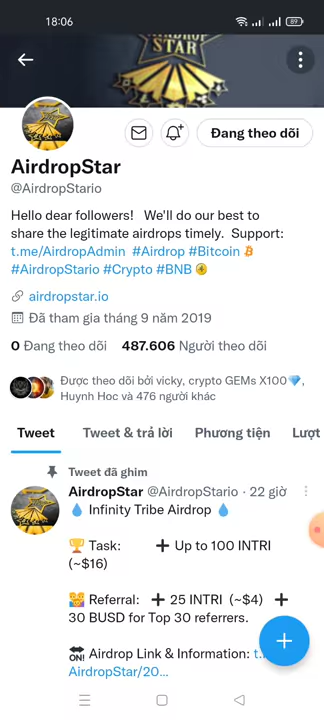 18:06
89
AIRDROP
STAR
Đang theo dõi
AirdropStar
@AirdropStario
Hello dear followers! We'll do our best to
share the legitimate airdrops timely. Support:
t.me/AirdropAdmin #Airdrop #Bitcoin
#AirdropStario #Crypto #BNB
airdropstar.io
Đã tham gia tháng 9 năm 2019
0 Đang theo dõi 487.606 Người theo dõi
Được theo dõi bởi vicky, crypto GEMs X100💎,
Huynh Hoc và 476 người khác
Tweet Tweet & trả lời Phương tiện Lượt
Tweet đã ghim
AirdropStar @AirdropStario · 22 giờ
💧 Infinity Tribe Airdrop 💧
🏆 Task: ➕ Up to 100 INTRI
(~$16)
👫 Referral: ➕ 25 INTRI (~$4) ➕
30 BUSD for Top 30 referrers.
🔛 Airdrop Link & Information: t.
AirdropStar/20...